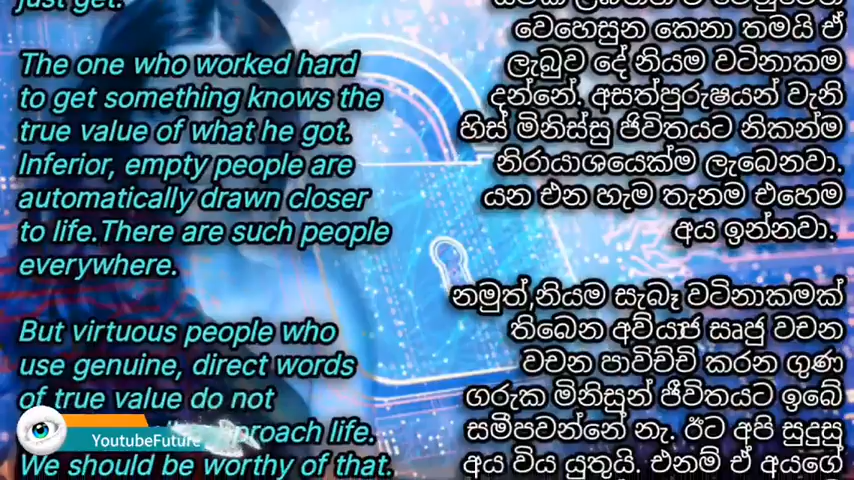 just get.
The one who worked hard
to get something knows the
true value of what he got.
Inferior, empty people are
automatically drawn closer
to life.There are such people
everywhere.
But virtuous people who
use genuine, direct words
of true value do not
approach life.
We should be worthy of that.
වෙහෙසුන කෙනා තමයි ඒ
ලැබුව දේ නියම වටිනාකම
දන්නේ. අසත්පුරුෂයන් වැනි
හිස් මිනිස්සු ජීවිතයට නිකන්ම
නිරායාශයෙක්ම ලැබෙනවා.
යන එන හැම තැනම එහෙම
අය ඉන්නවා.
නමුත්,නියම සැබෑ වටිනාකමක්
තිබෙන අව්යාජ සෘජු වචන
වචන පාවිච්චි කරන ගුණ
ගරුක මිනිසුන් ජීවිතයට ඉබේ
සමීපවන්නේ නැ. ඊට අපි සුදුසු
අය විය යුතුයි. එනම් ඒ අයගේ
YoutubeFuture